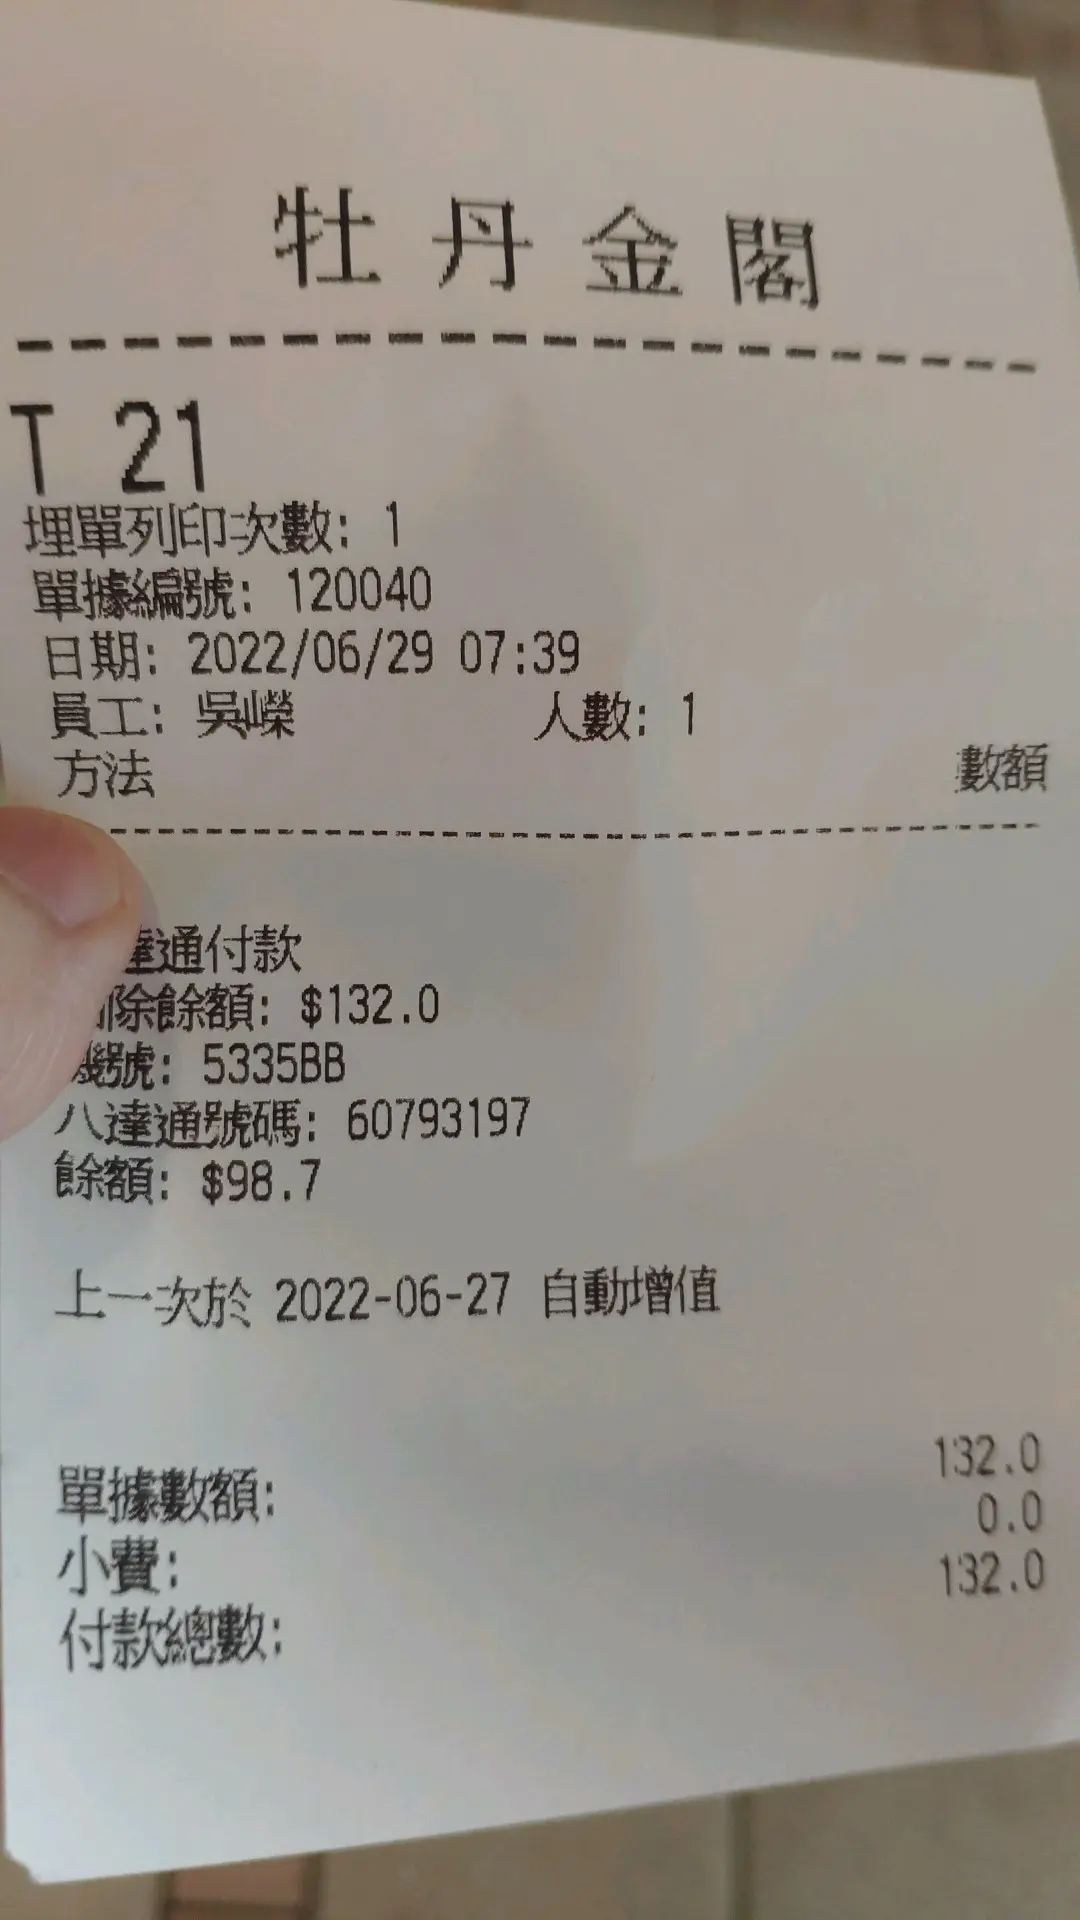 牡丹金閣
T 21
埋單列印次數: 1
單據編號: 120040
日期: 2022/06/29 07:39
員工: 吳嶸 人數: 1
方法 數額
達通付款
除餘額: $132.0
機號: 5335BB
八達通號碼: 60793197
餘額: $98.7
上一次於 2022-06-27 自動增值
單據數額: 132.0
小費: 0.0
付款總數: 132.0